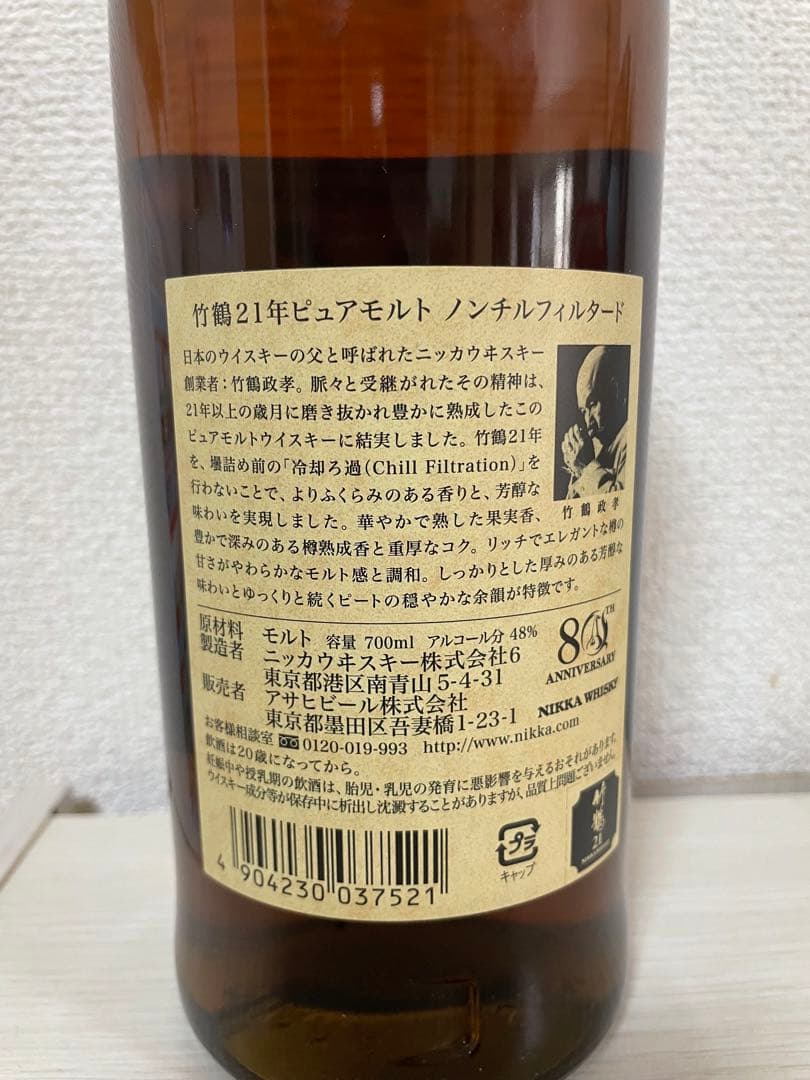 竹鶴21年ピュアモルト ノンチルフィルタード
日本のウイスキーの父と呼ばれたニッカウヰスキー
創業者：竹鶴政孝。脈々と受継がれたその精神は、
21年以上の歳月に磨き抜かれ豊かに熟成したこの
ピュアモルトウイスキーに結実しました。竹鶴21年
を、壜詰め前の「冷却ろ過（Chill Filtration）」を
行わないことで、よりふくらみのある香りと、芳醇な
味わいを実現しました。華やかで熟した果実香、
豊かで深みのある樽熟成香と重厚なコク。リッチでエレガントな樽の
甘さがやわらかなモルト感と調和。しっかりとした厚みのある芳醇な
味わいとゆっくりと続くピートの穏やかな余韻が特徴です。
竹鶴政孝
原材料 モルト 容量 700ml アルコール分 48%
製造者 ニッカウヰスキー株式会社6
東京都港区南青山5-4-31
販売者 アサヒビール株式会社
東京都墨田区吾妻橋1-23-1
80TH
ANNIVERSARY
NIKKA WHISKY
お客様相談室 0120-019-993 http://www.nikka.com
飲酒は20歳になってから。
妊娠中や授乳期の飲酒は、胎児・乳児の発育に悪影響を与えるおそれがあります。
ウイスキー成分等が保存中に析出し沈澱することがありますが、品質上問題ございません。
4 904230 037521
プラ
キャップ
竹鶴
21